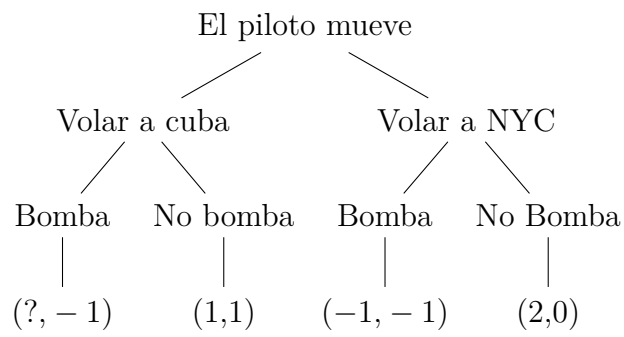 El piloto mueve
Volar a cuba Volar a NYC
Bomba No bomba Bomba No Bomba
(?, − 1) (1,1) (−1, − 1) (2,0)